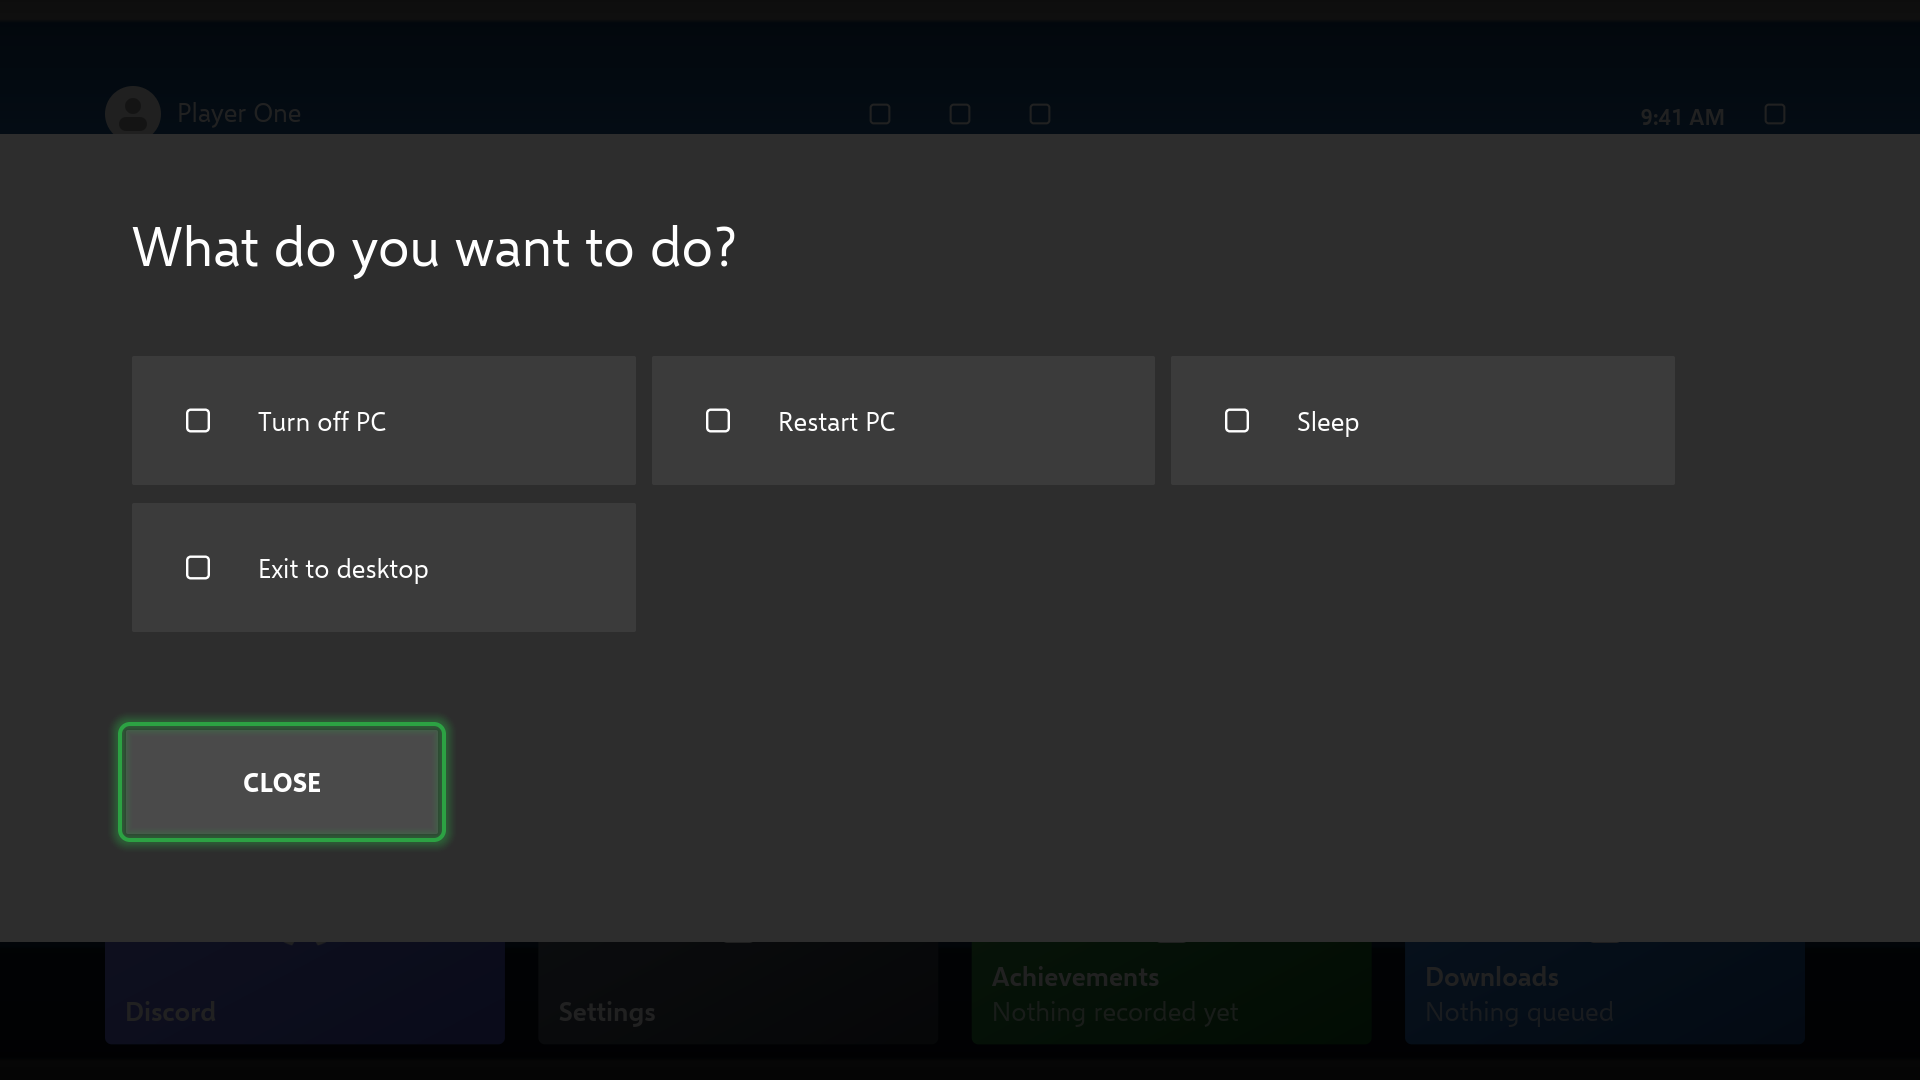 Player One
9:41 AM
What do you want to do?
Turn off PC
Restart PC
Sleep
Exit to desktop
CLOSE
Discord
Settings
Achievements
Nothing recorded yet
Downloads
Nothing queued